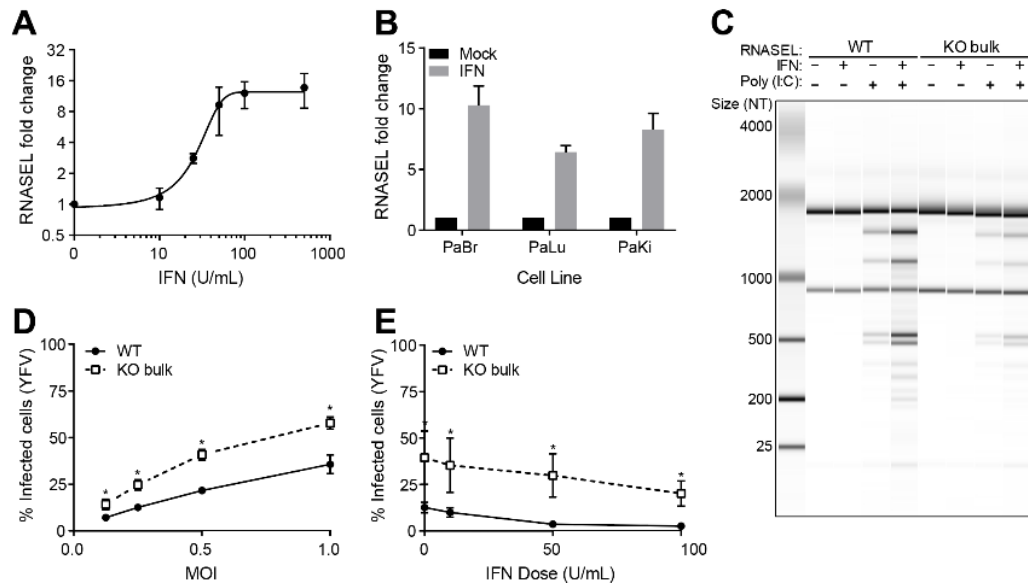 A
RNASEL fold change
32
16
8
4
2
1
0.5
0 10 100 1000
IFN (U/mL)
B
RNASEL fold change
15
10
5
0
Mock
IFN
PaBr PaLu PaKi
Cell Line
C
RNASEL: WT KO bulk
IFN: - + - + - + - +
Poly (I:C) - - + + - - + +
Size (NT)
4000
2000
1000
500
200
25
D
% Infected cells (YFV)
100
75
50
25
0
WT
KO bulk
* * * *
0.0 0.5 1.0
MOI
E
% Infected cells (YFV)
100
75
50
25
0
WT
KO bulk
* * * *
0 50 100
IFN Dose (U/mL)